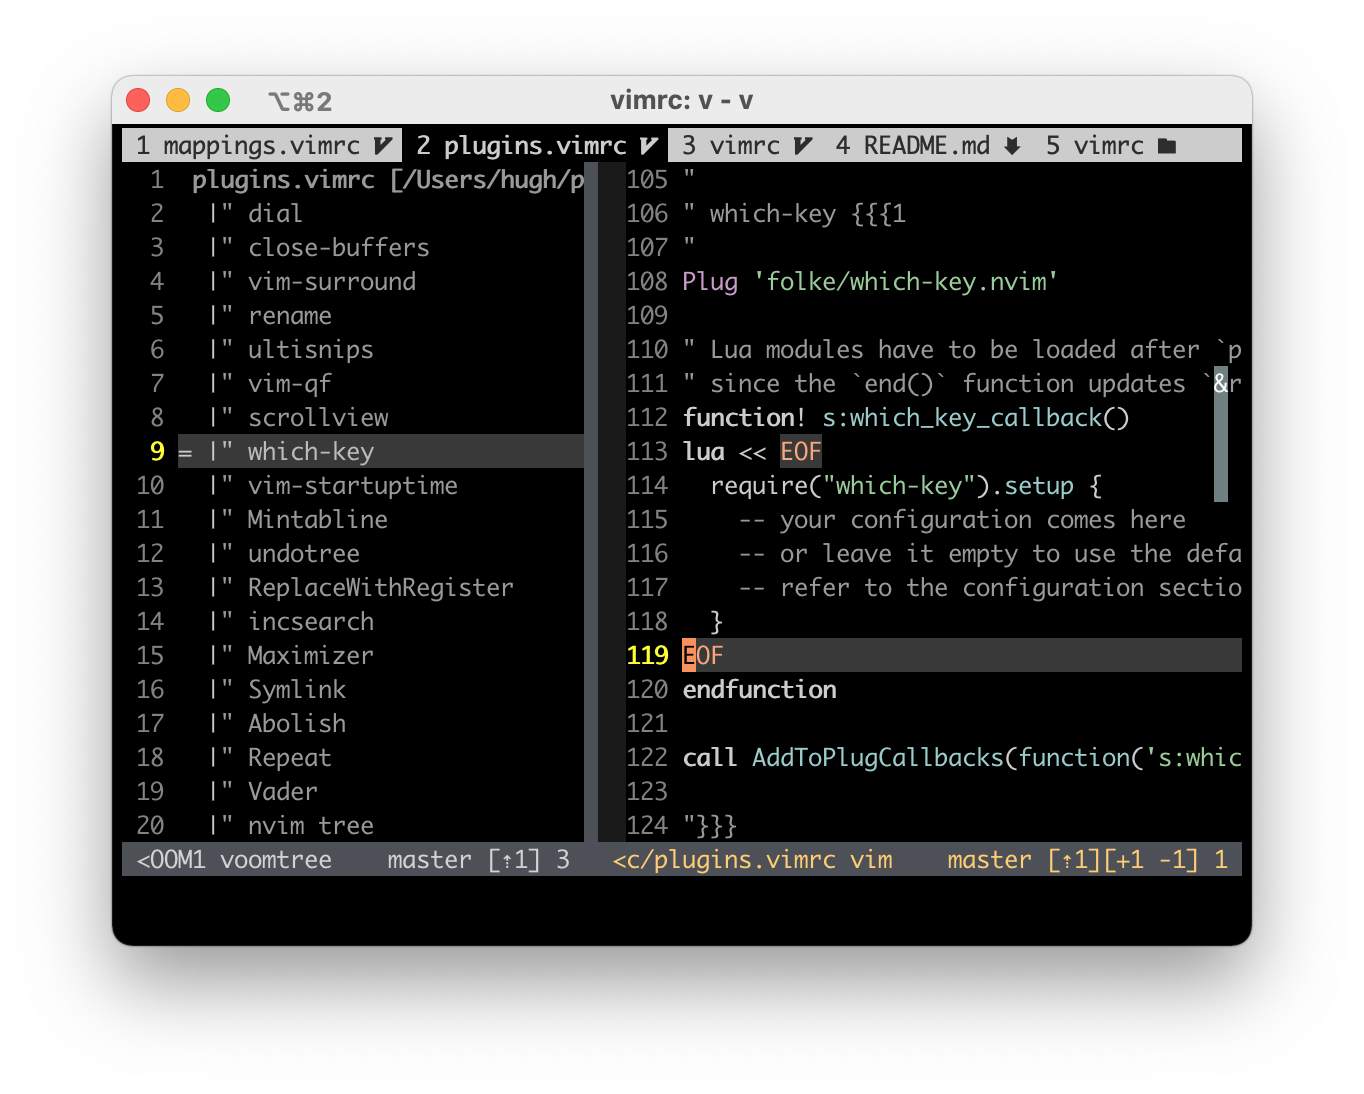 ⌥⌘2 vimrc: v - v
1 mappings.vimrc 2 plugins.vimrc 3 vimrc 4 README.md 5 vimrc
1 plugins.vimrc [/Users/hugh/p
2 |" dial
3 |" close-buffers
4 |" vim-surround
5 |" rename
6 |" ultisnips
7 |" vim-qf
8 |" scrollview
9 = |" which-key
10 |" vim-startuptime
11 |" Mintabline
12 |" undotree
13 |" ReplaceWithRegister
14 |" incsearch
15 |" Maximizer
16 |" Symlink
17 |" Abolish
18 |" Repeat
19 |" Vader
20 |" nvim tree
<OOM1 voomtree master [⇡1] 3
105 "
106 " which-key {{{1
107 "
108 Plug 'folke/which-key.nvim'
109
110 " Lua modules have to be loaded after `p
111 " since the `end()` function updates `&r
112 function! s:which_key_callback()
113 lua << EOF
114   require("which-key").setup {
115     -- your configuration comes here
116     -- or leave it empty to use the defa
117     -- refer to the configuration sectio
118   }
119 EOF
120 endfunction
121
122 call AddToPlugCallbacks(function('s:whic
123
124 "}}}
<c/plugins.vimrc vim master [⇡1][+1 -1] 1